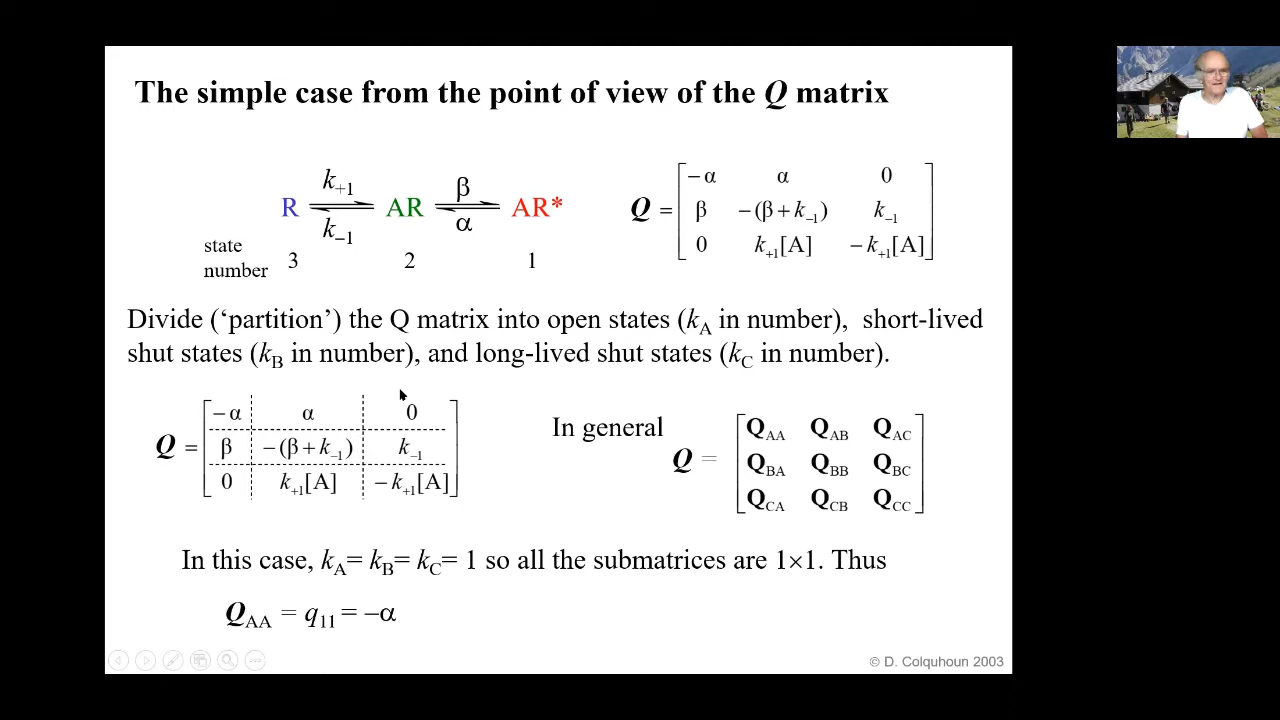 The simple case from the point of view of the Q matrix
R k+1 k−1 AR β α AR*
state number 3 2 1
Q = [ −α α 0
β −(β + k−1) k−1
0 k+1[A] −k+1[A] ]
Divide (‘partition’) the Q matrix into open states (kA in number), short-lived
shut states (kB in number), and long-lived shut states (kC in number).
Q = [ −α α 0
β −(β + k−1) k−1
0 k+1[A] −k+1[A] ]
In general
Q = [ QAA QAB QAC
QBA QBB QBC
QCA QCB QCC ]
In this case, kA= kB= kC= 1 so all the submatrices are 1×1. Thus
QAA = q11 = −α
© D. Colquhoun 2003